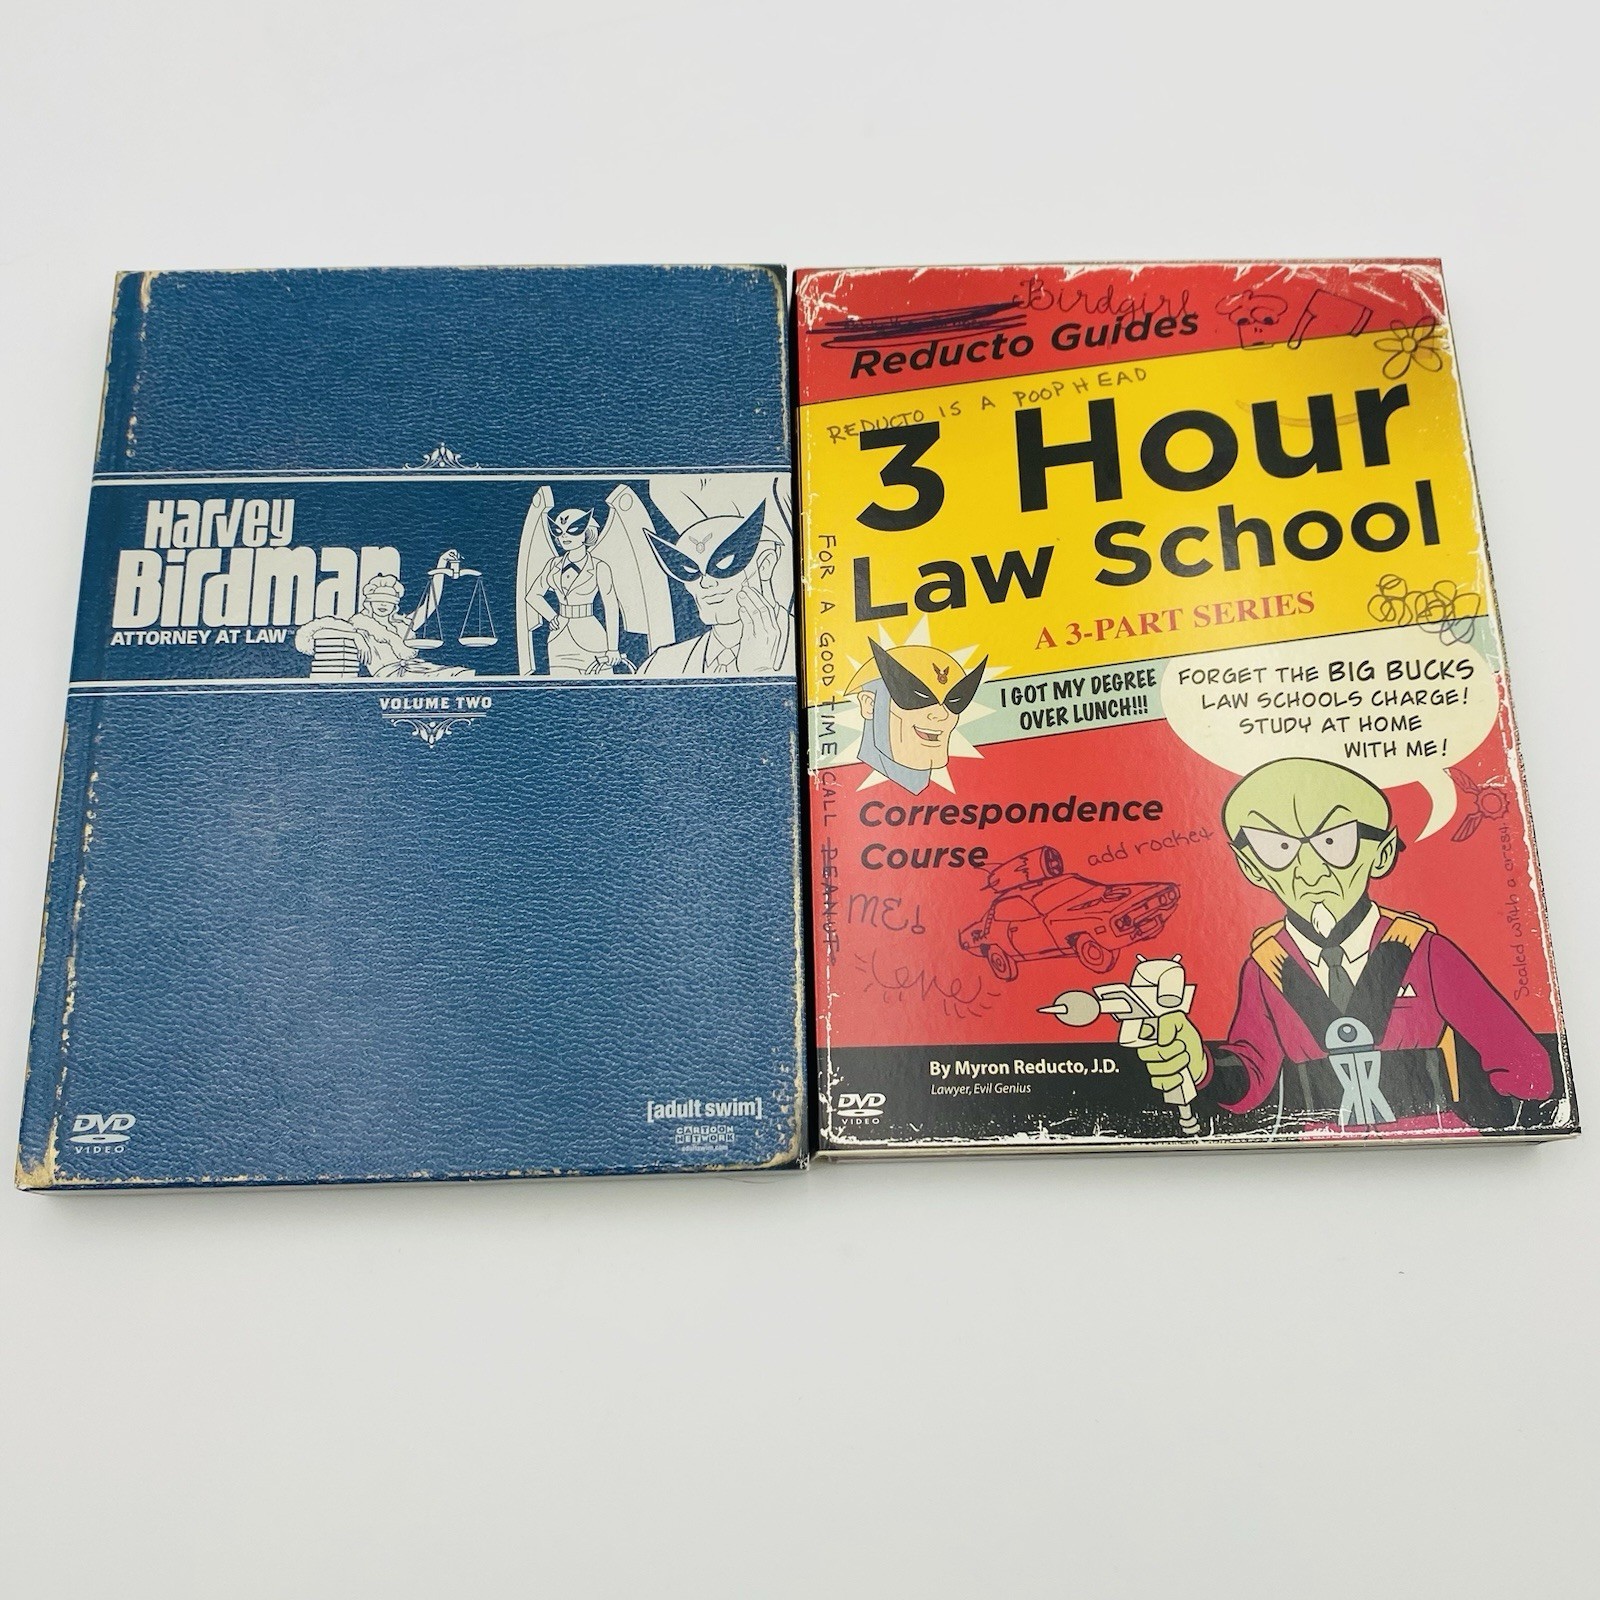 Harvey
Birdman
ATTORNEY AT LAW™
VOLUME TWO
DVD
VIDEO
[adult swim]
CARTOON
NETWORK
adultswim.com
Birdgirl
Reducto Guides
REDUCTO IS A POOP HEAD
3 Hour
Law School
A 3-PART SERIES
I GOT MY DEGREE
OVER LUNCH!!!
FORGET THE BIG BUCKS
LAW SCHOOLS CHARGE!
STUDY AT HOME
WITH ME!
FOR A GOOD TIME CALL PEANUT
ME!
Correspondence
Course
add rocket
Sealed with a crest
By Myron Reducto, J.D.
Lawyer, Evil Genius
DVD
VIDEO